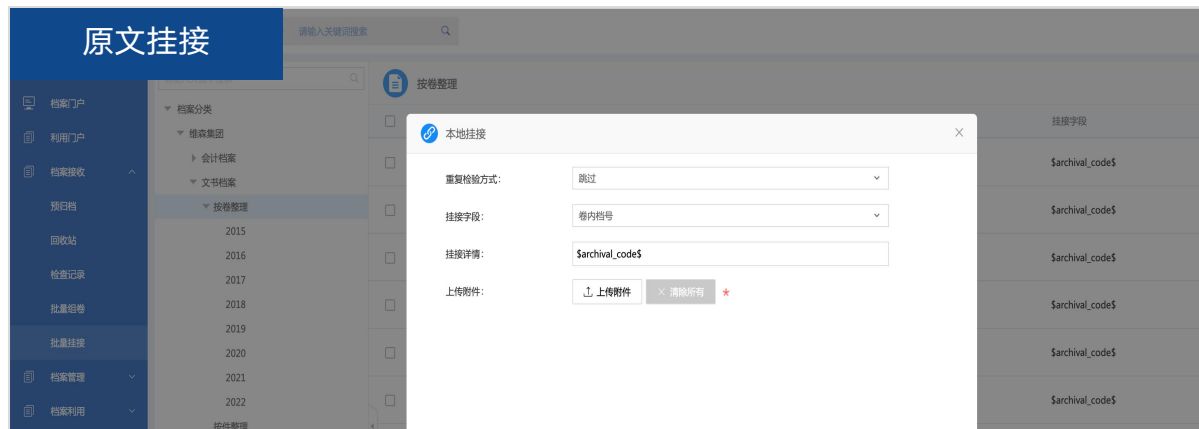 原文挂接
请输入关键词搜索
档案门户
利用门户
档案接收
预归档
回收站
检查记录
批量组卷
批量挂接
档案管理
档案利用
档案分类
维森集团
会计档案
文书档案
按卷整理
2015
2016
2017
2018
2019
2020
2021
2022
按件整理
按卷整理
本地挂接
重复检验方式:
跳过
挂接字段:
卷内档号
挂接详情:
$archival_code$
上传附件:
上传附件
× 清除所有
*
挂接字段
$archival_code$
$archival_code$
$archival_code$
$archival_code$
$archival_code$
$archival_code$